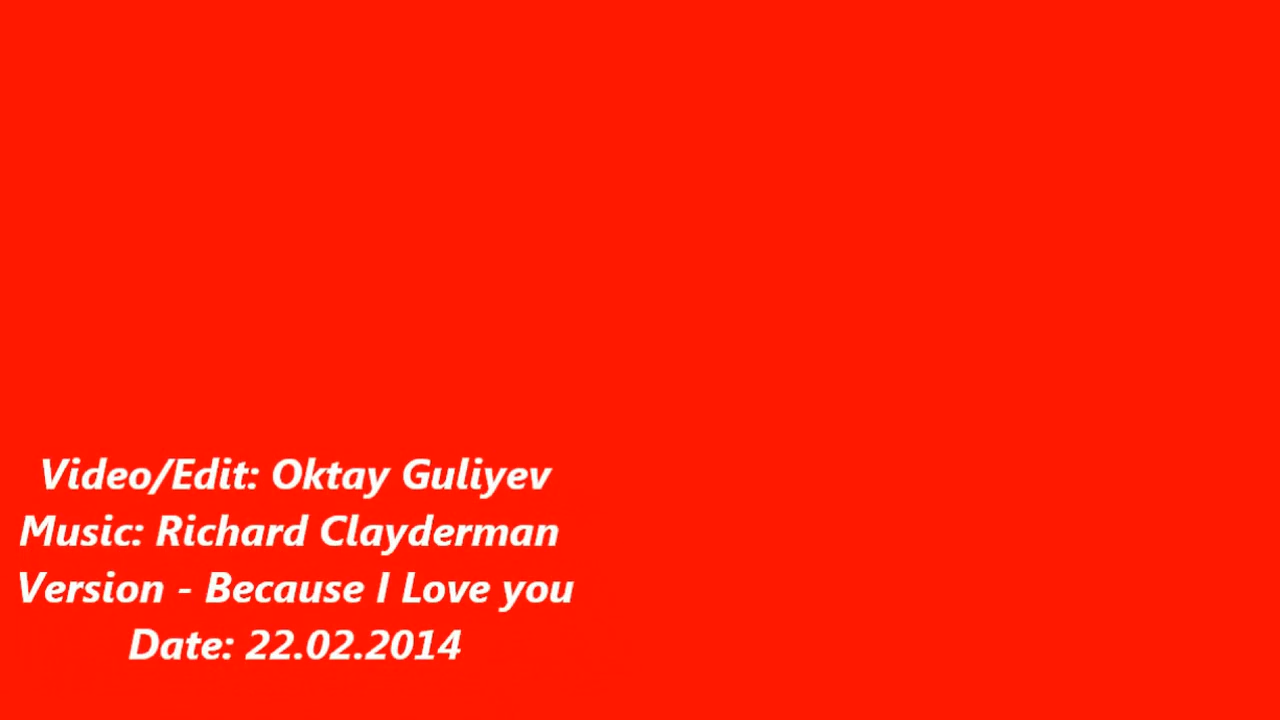 Video/Edit: Oktay Guliyev
Music: Richard Clayderman
Version - Because I Love you
Date: 22.02.2014